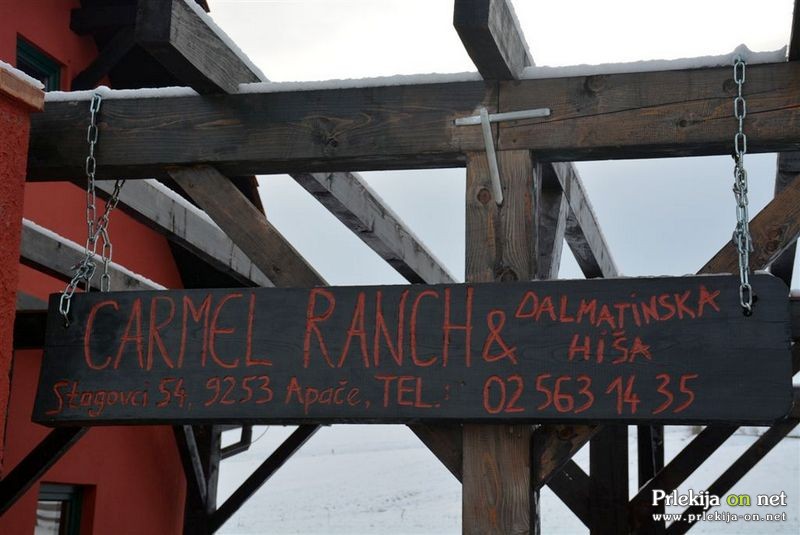 CARMEL RANCH & DALMATINSKA
HIŠA
Stogovci 54, 9253 Apače, TEL.: 02 563 14 35
Prlekija on net
www.prlekija-on.net